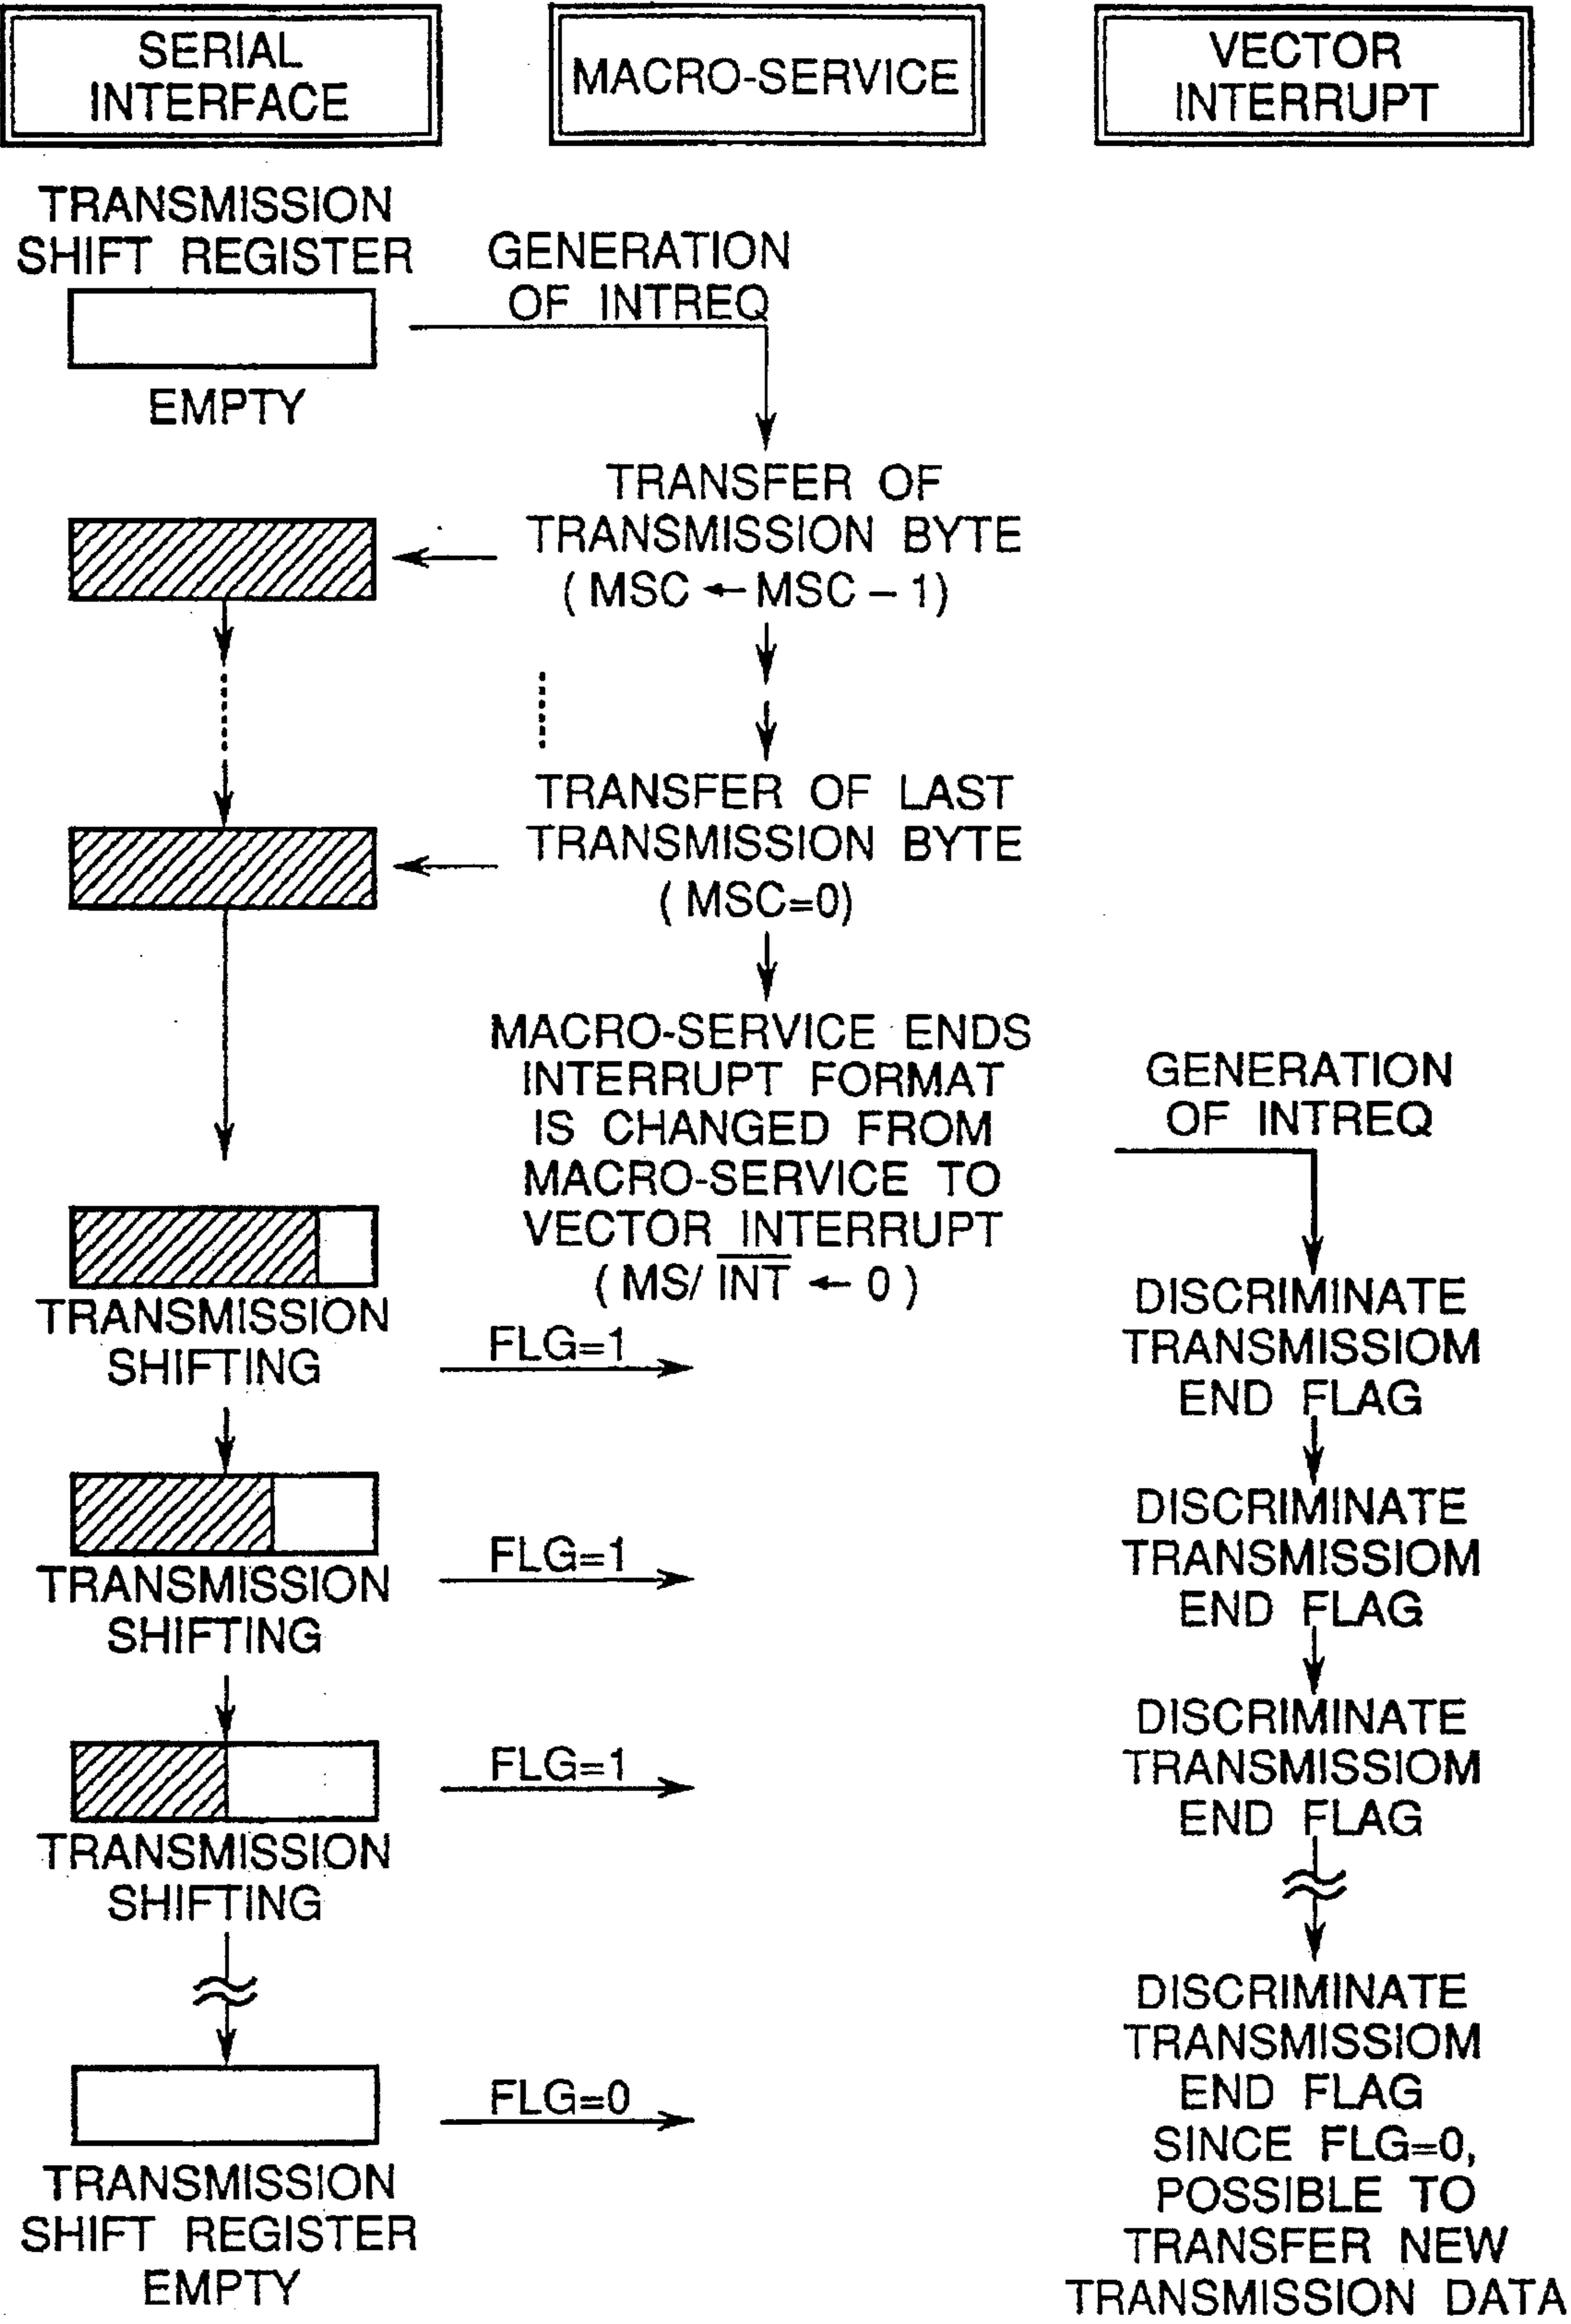 SERIAL
INTERFACE
MACRO-SERVICE
VECTOR
INTERRUPT
TRANSMISSION
SHIFT REGISTER
EMPTY
GENERATION
OF INTREQ
TRANSFER OF
TRANSMISSION BYTE
( MSC ← MSC – 1)
TRANSFER OF LAST
TRANSMISSION BYTE
( MSC=0)
MACRO-SERVICE ENDS
INTERRUPT FORMAT
IS CHANGED FROM
MACRO-SERVICE TO
VECTOR INTERRUPT
( MS/ I̅N̅T̅ ← 0 )
GENERATION
OF INTREQ
TRANSMISSION
SHIFTING
FLG=1
DISCRIMINATE
TRANSMISSIOM
END FLAG
TRANSMISSION
SHIFTING
FLG=1
DISCRIMINATE
TRANSMISSIOM
END FLAG
TRANSMISSION
SHIFTING
FLG=1
DISCRIMINATE
TRANSMISSIOM
END FLAG
FLG=0
TRANSMISSION
SHIFT REGISTER
EMPTY
DISCRIMINATE
TRANSMISSIOM
END FLAG
SINCE FLG=0,
POSSIBLE TO
TRANSFER NEW
TRANSMISSION DATA